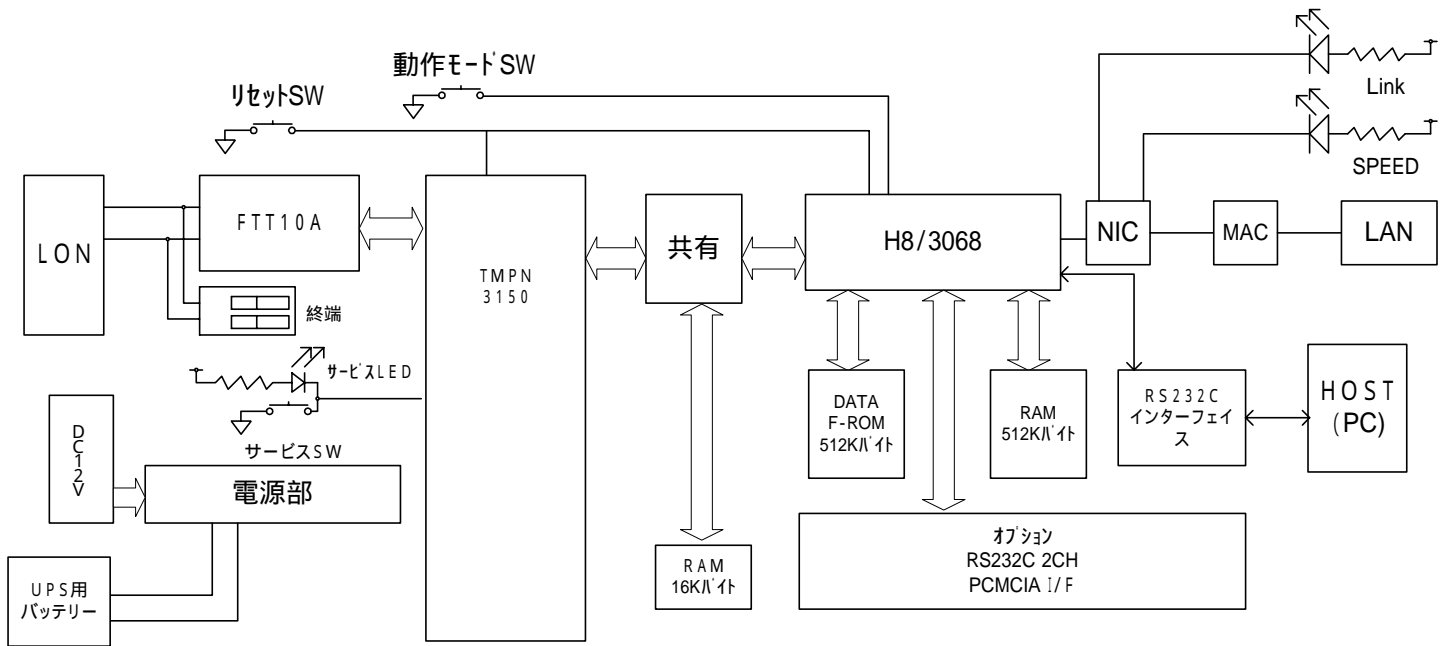 動作モードSW
リセットSW
Link
SPEED
LON
FTT10A
終端
TMPN
3150
共有
H8/3068
NIC
MAC
LAN
サービスLED
サービスSW
DC12V
電源部
UPS用
バッテリー
RAM
16Kバイト
DATA
F-ROM
512Kバイト
RAM
512Kバイト
RS232C
インターフェイ
ス
HOST
(PC)
オプション
RS232C 2CH
PCMCIA I/F